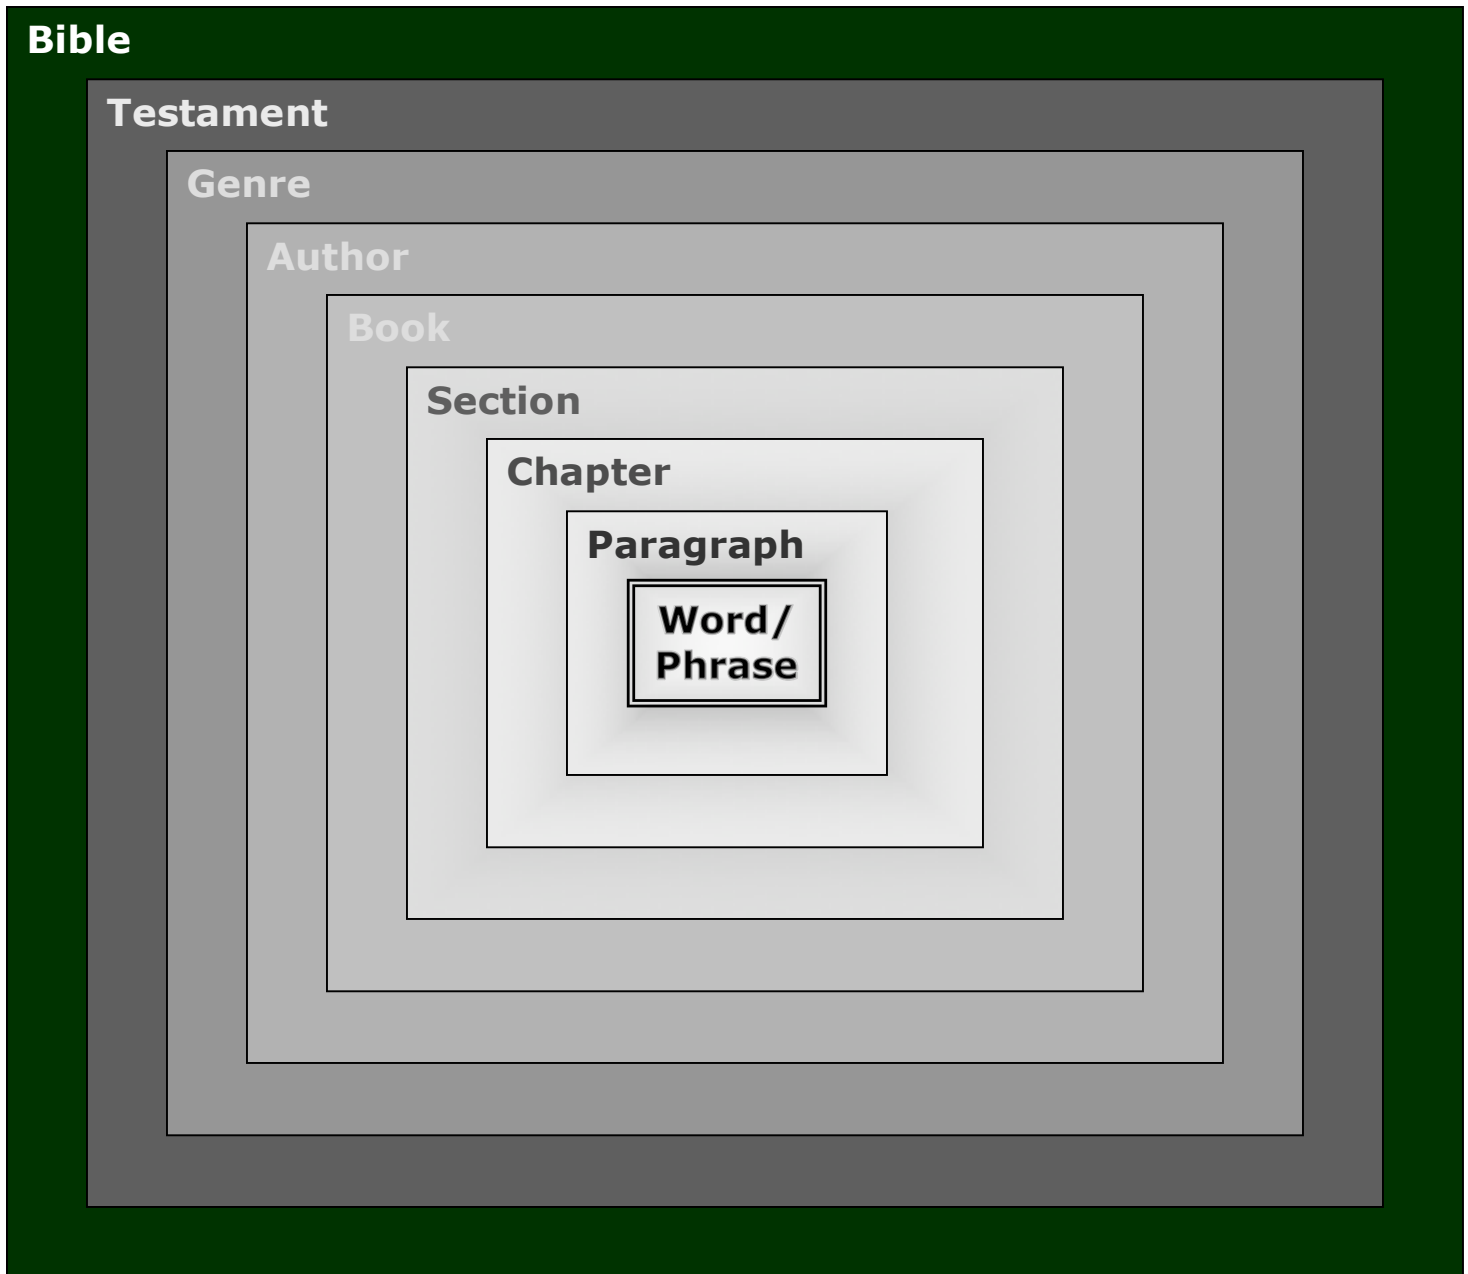 Bible
Testament
Genre
Author
Book
Section
Chapter
Paragraph
Word/
Phrase